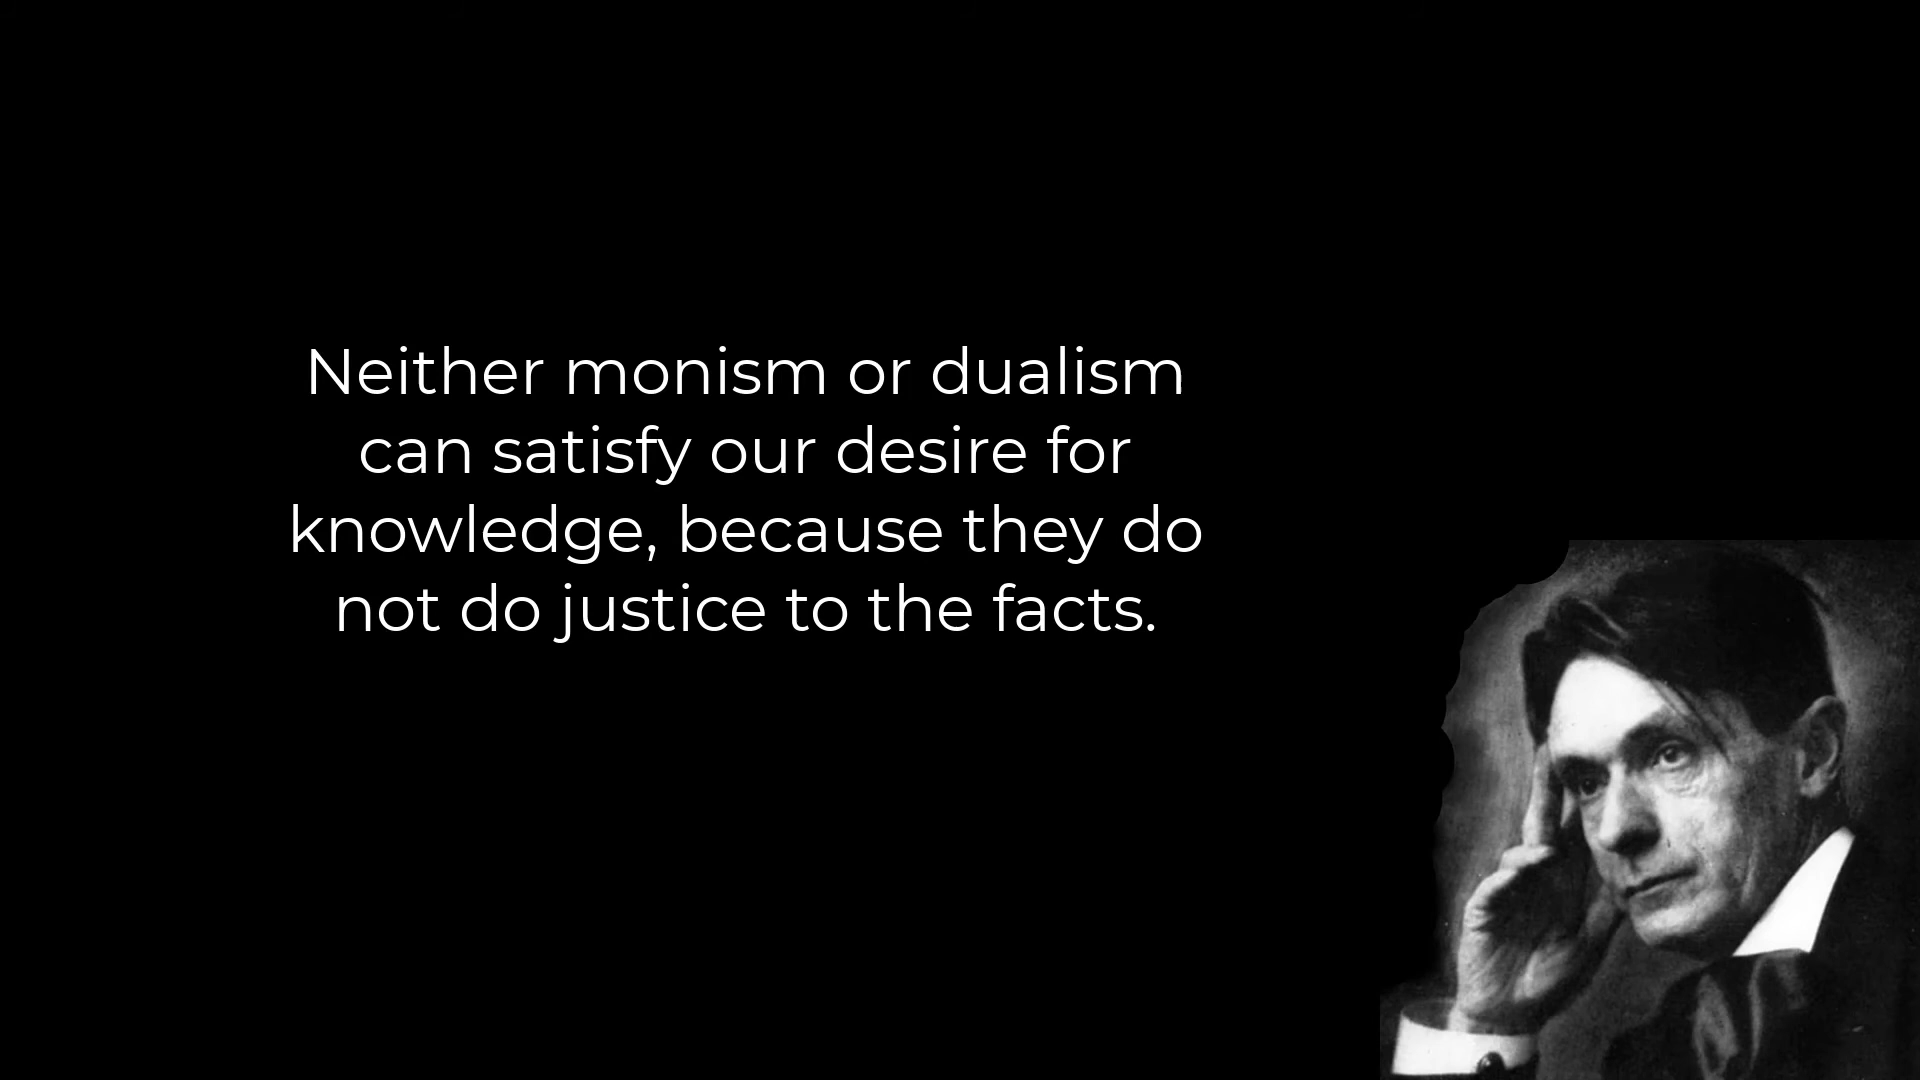 Neither monism or dualism
can satisfy our desire for
knowledge, because they do
not do justice to the facts.